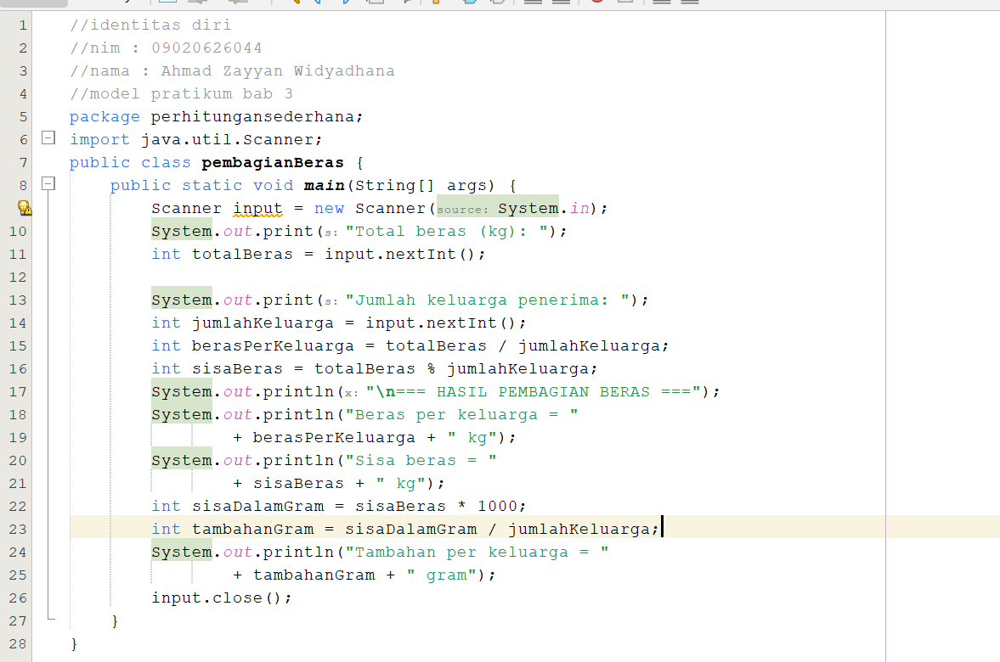 1 //identitas diri
2 //nim : 09020626044
3 //nama : Ahmad Zayyan Widyadhana
4 //model pratikum bab 3
5 package perhitungansederhana;
6 import java.util.Scanner;
7 public class pembagianBeras {
8 public static void main(String[] args) {
Scanner input = new Scanner(source: System.in);
10 System.out.print(s: "Total beras (kg): ");
11 int totalBeras = input.nextInt();
12
13 System.out.print(s: "Jumlah keluarga penerima: ");
14 int jumlahKeluarga = input.nextInt();
15 int berasPerKeluarga = totalBeras / jumlahKeluarga;
16 int sisaBeras = totalBeras % jumlahKeluarga;
17 System.out.println(x: "\n=== HASIL PEMBAGIAN BERAS ===");
18 System.out.println("Beras per keluarga = "
19 + berasPerKeluarga + " kg");
20 System.out.println("Sisa beras = "
21 + sisaBeras + " kg");
22 int sisaDalamGram = sisaBeras * 1000;
23 int tambahanGram = sisaDalamGram / jumlahKeluarga;
24 System.out.println("Tambahan per keluarga = "
25 + tambahanGram + " gram");
26 input.close();
27 }
28 }